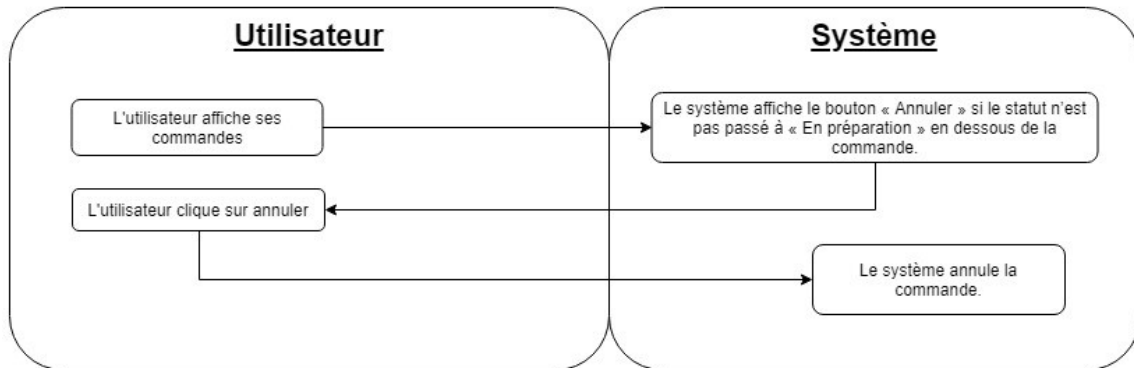 Utilisateur
Système
L'utilisateur affiche ses
commandes
Le système affiche le bouton « Annuler » si le statut n'est
pas passé à « En préparation » en dessous de la
commande.
L'utilisateur clique sur annuler
Le système annule la
commande.